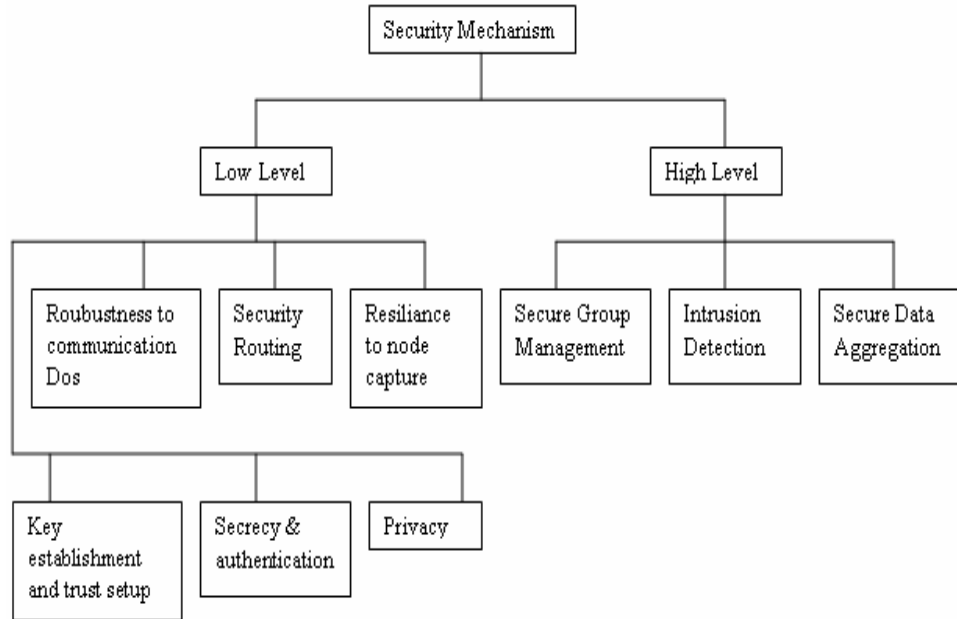 Security Mechanism
Low Level
High Level
Roubustness to
communication
Dos
Security
Routing
Resiliance
to node
capture
Secure Group
Management
Intrusion
Detection
Secure Data
Aggregation
Key
establishment
and trust setup
Secrecy &
authentication
Privacy